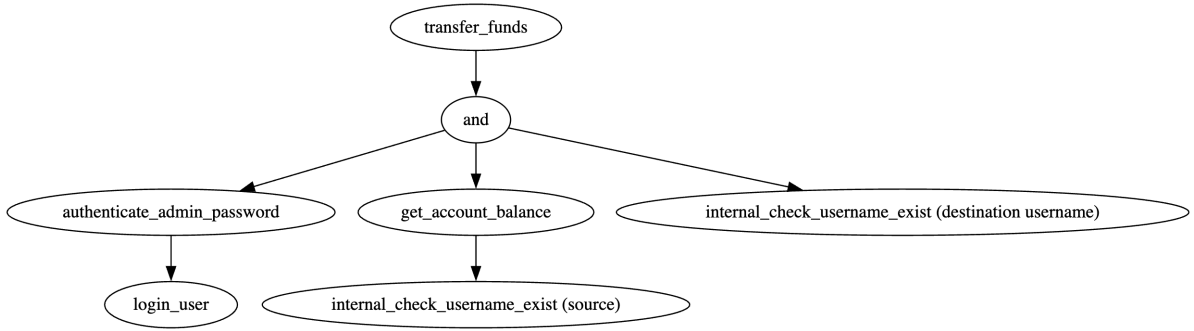 transfer_funds
and
authenticate_admin_password
get_account_balance
internal_check_username_exist (destination username)
login_user
internal_check_username_exist (source)